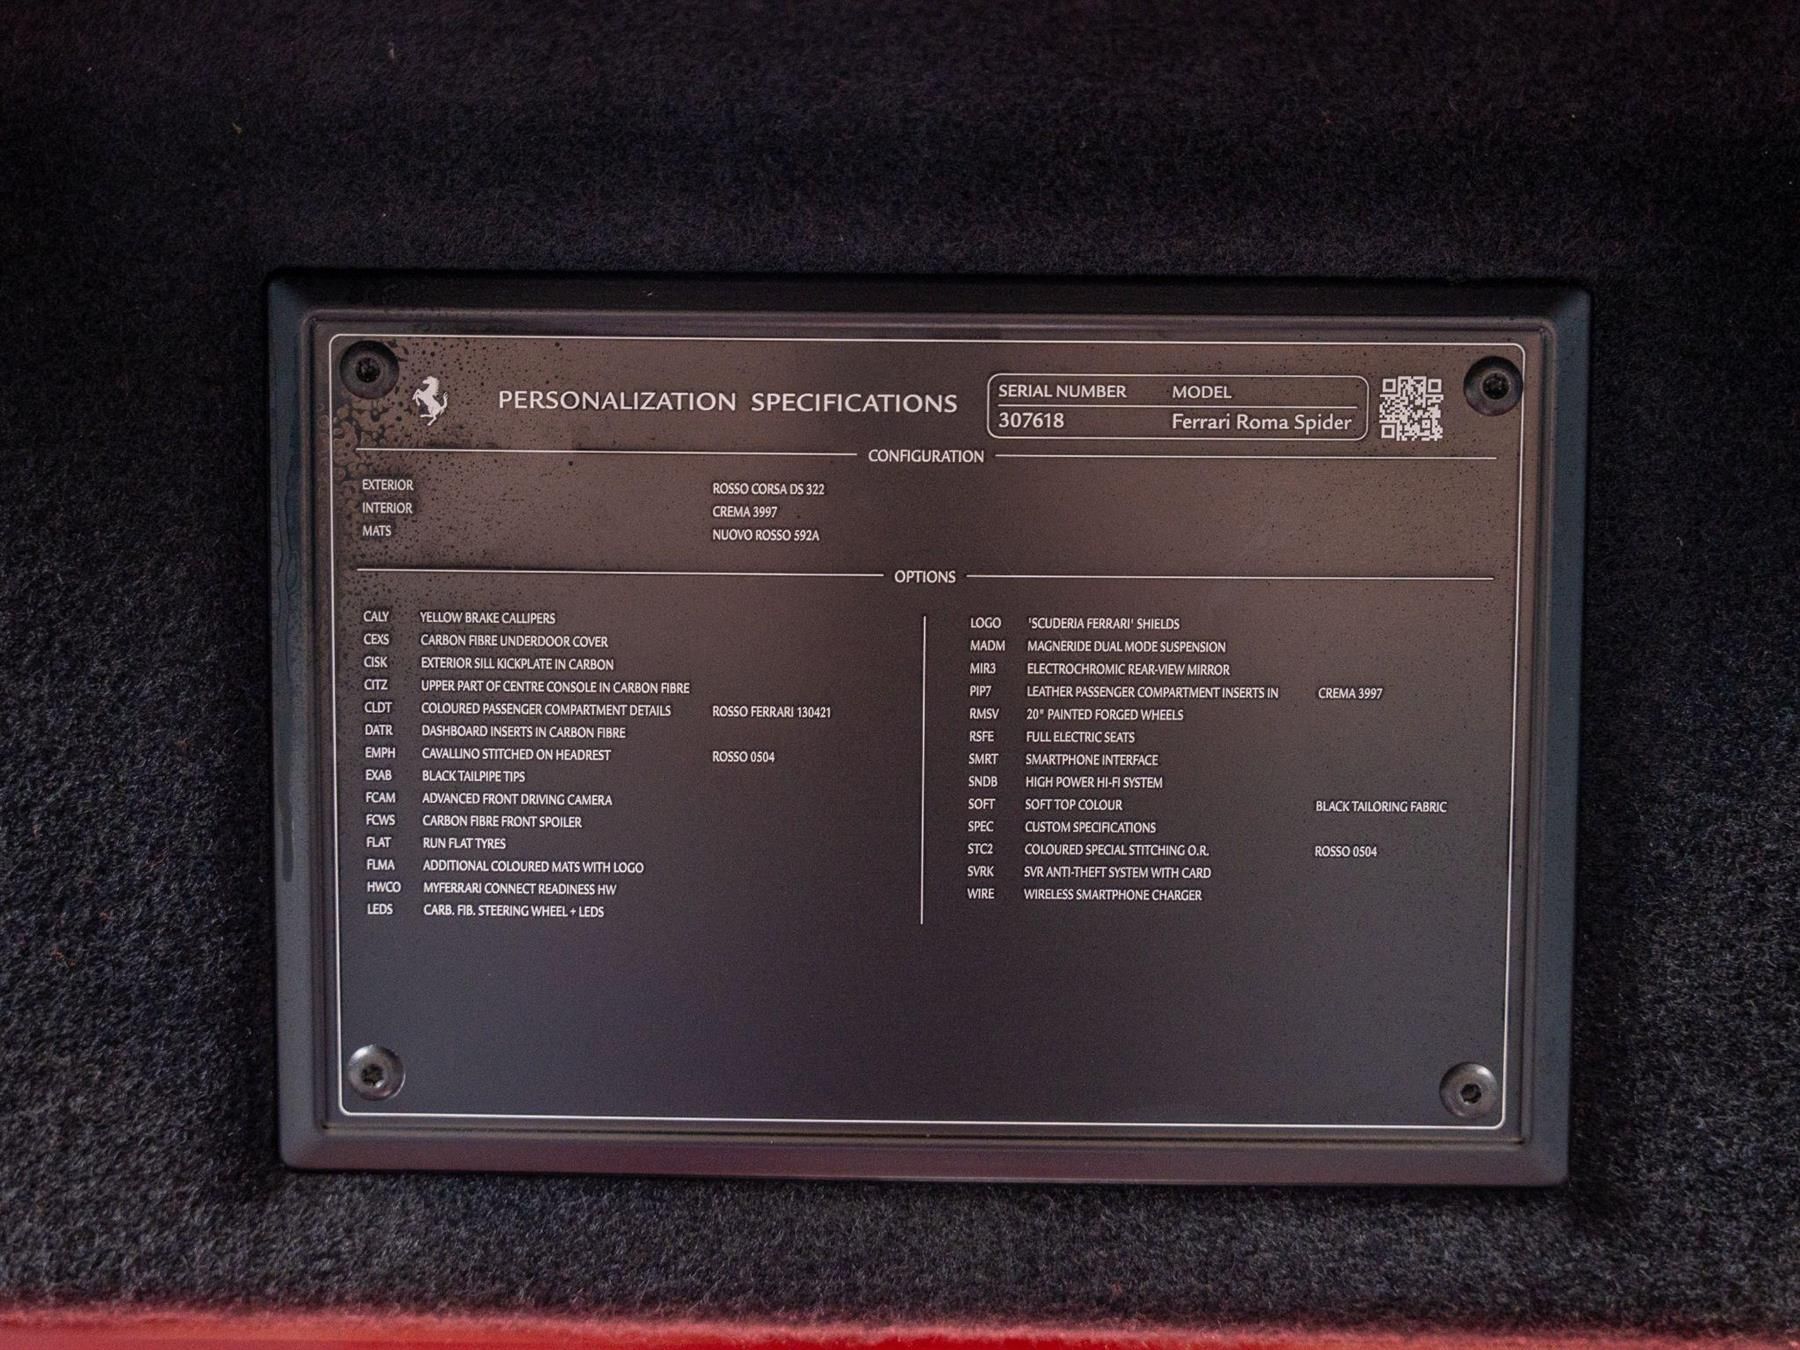 PERSONALIZATION SPECIFICATIONS
SERIAL NUMBER MODEL
307618 Ferrari Roma Spider
CONFIGURATION
EXTERIOR ROSSO CORSA DS 322
INTERIOR CREMA 3997
MATS NUOVO ROSSO 592A
OPTIONS
CALY YELLOW BRAKE CALLIPERS
CEXS CARBON FIBRE UNDERDOOR COVER
CISK EXTERIOR SILL KICKPLATE IN CARBON
CITZ UPPER PART OF CENTRE CONSOLE IN CARBON FIBRE
CLDT COLOURED PASSENGER COMPARTMENT DETAILS ROSSO FERRARI 130421
DATR DASHBOARD INSERTS IN CARBON FIBRE
EMPH CAVALLINO STITCHED ON HEADREST ROSSO 0504
EXAB BLACK TAILPIPE TIPS
FCAM ADVANCED FRONT DRIVING CAMERA
FCWS CARBON FIBRE FRONT SPOILER
FLAT RUN FLAT TYRES
FLMA ADDITIONAL COLOURED MATS WITH LOGO
HWCO MYFERRARI CONNECT READINESS HW
LEDS CARB. FIB. STEERING WHEEL + LEDS
LOGO 'SCUDERIA FERRARI' SHIELDS
MADM MAGNERIDE DUAL MODE SUSPENSION
MIR3 ELECTROCHROMIC REAR-VIEW MIRROR
PIP7 LEATHER PASSENGER COMPARTMENT INSERTS IN CREMA 3997
RMSV 20" PAINTED FORGED WHEELS
RSFE FULL ELECTRIC SEATS
SMRT SMARTPHONE INTERFACE
SNDB HIGH POWER HI-FI SYSTEM
SOFT SOFT TOP COLOUR BLACK TAILORING FABRIC
SPEC CUSTOM SPECIFICATIONS
STC2 COLOURED SPECIAL STITCHING O.R. ROSSO 0504
SVRK SVR ANTI-THEFT SYSTEM WITH CARD
WIRE WIRELESS SMARTPHONE CHARGER